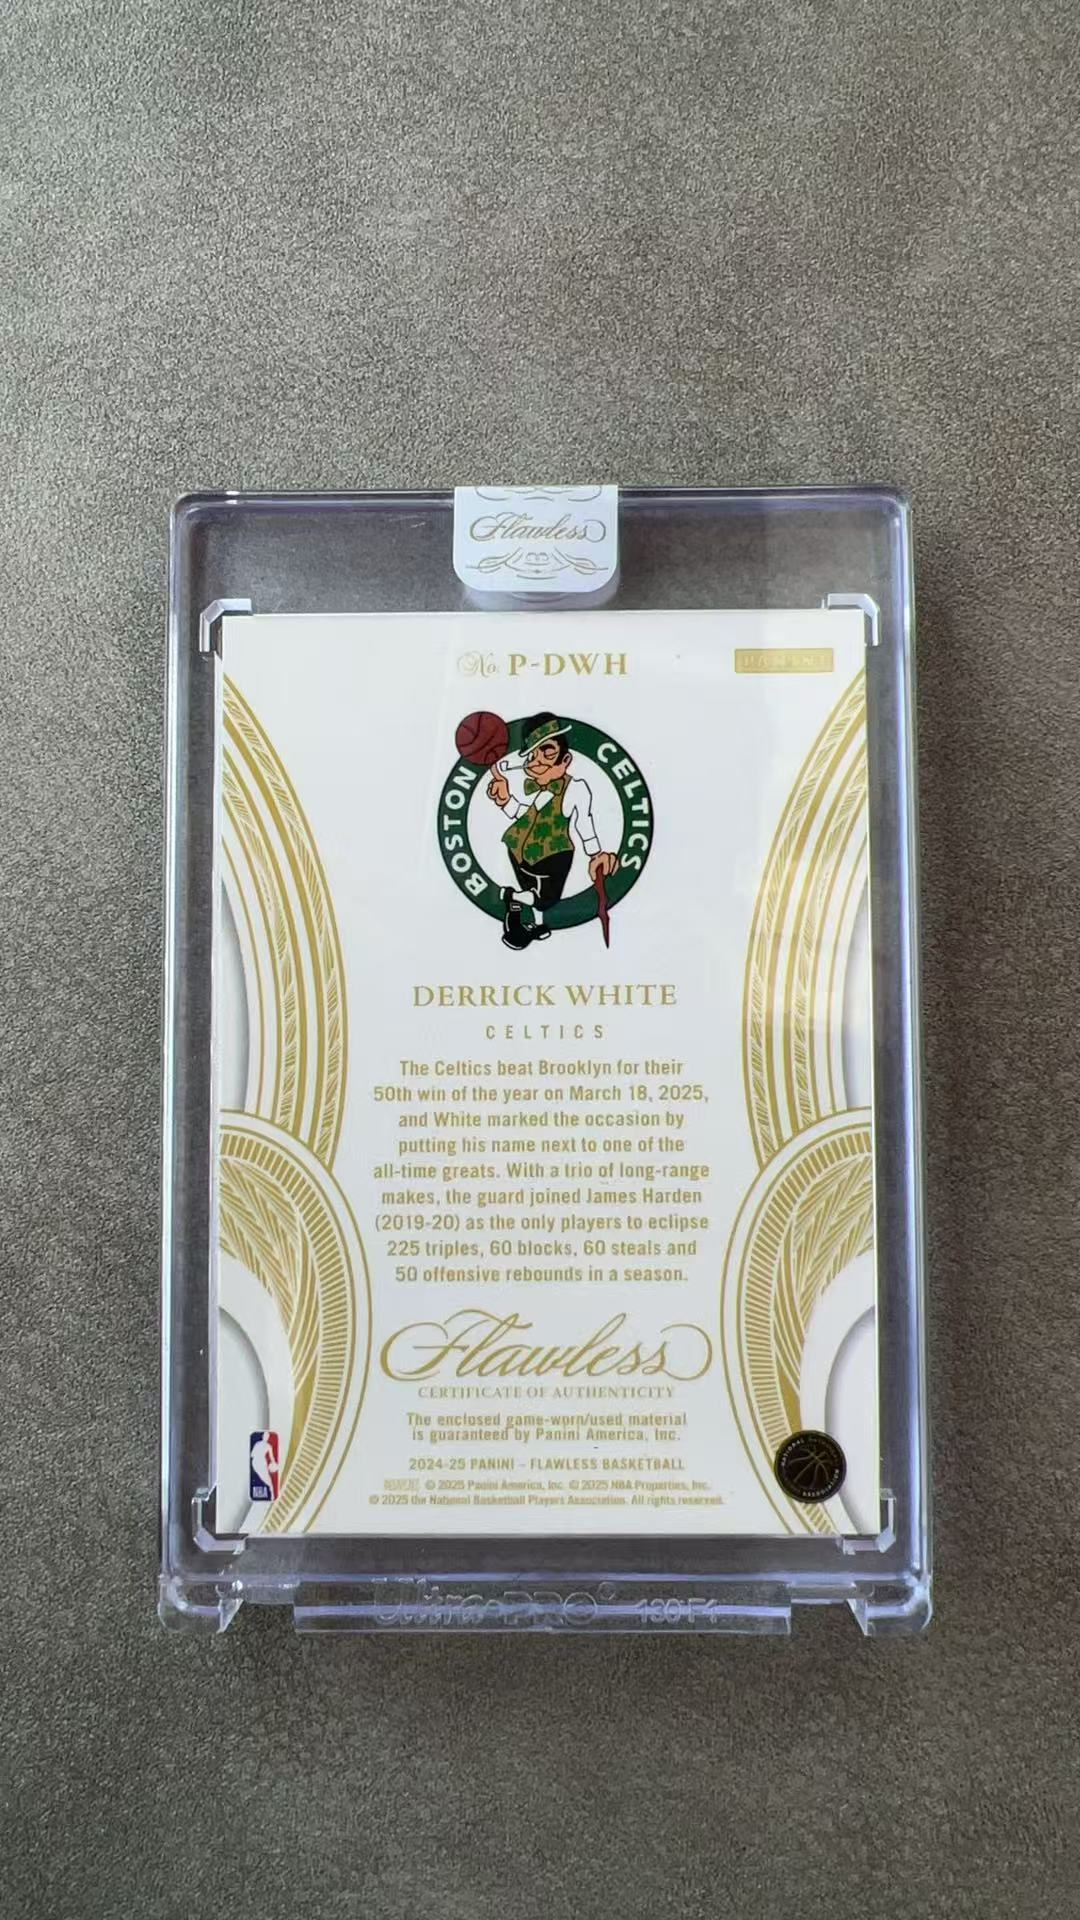 Flawless
No. P-DWH
PANINI
BOSTON CELTICS
DERRICK WHITE
CELTICS
The Celtics beat Brooklyn for their
50th win of the year on March 18, 2025,
and White marked the occasion by
putting his name next to one of the
all-time greats. With a trio of long-range
makes, the guard joined James Harden
(2019-20) as the only players to eclipse
225 triples, 60 blocks, 60 steals and
50 offensive rebounds in a season.
Flawless
CERTIFICATE OF AUTHENTICITY
The enclosed game-worn/used material
is guaranteed by Panini America, Inc.
2024-25 PANINI – FLAWLESS BASKETBALL
© 2025 Panini America, Inc. © 2025 NBA Properties, Inc.
© 2025 the National Basketball Players Association. All rights reserved.
NBA
UltraPRO